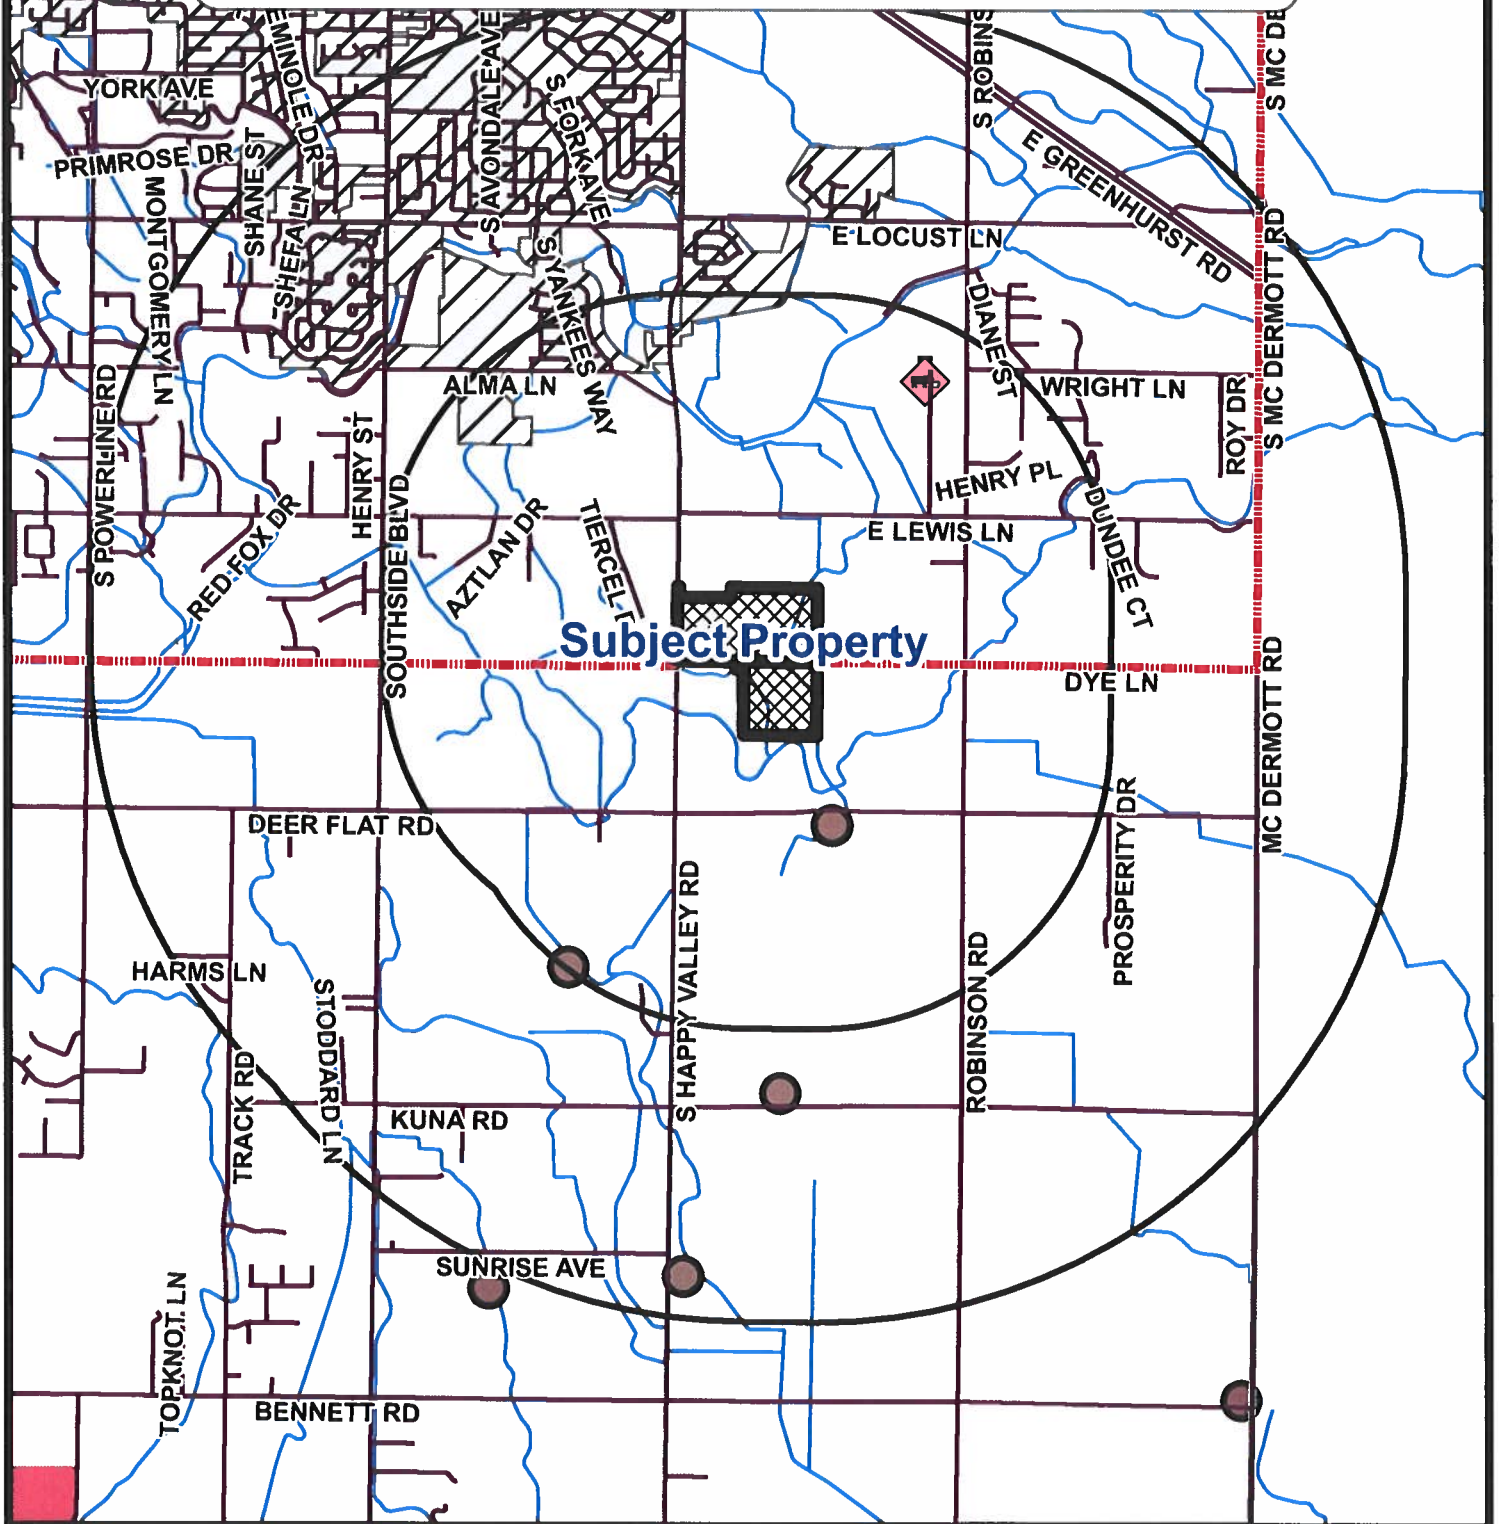 S AVONDALE AVE
S ROBINS
S MC DE
EMINOLE DR
YORK AVE
S FORK AVE
PRIMROSE DR
SHANE ST
E GREENHURST RD
MONTGOMERY LN
SHEFA LN
E LOCUST LN
S YANKEES WAY
S MC DERMOTT RD
DIANE ST
ALMA LN
WRIGHT LN
ROY DR
S POWERLINE RD
HENRY ST
HENRY PL
RED FOX DR
SOUTHSIDE BLVD
AZTLAN DR
TIERCEL D
E LEWIS LN
DUNDEE CT
Subject Property
DYE LN
MC DERMOTT RD
DEER FLAT RD
PROSPERITY DR
S HAPPY VALLEY RD
HARMS LN
STODDARD LN
ROBINSON RD
TRACK RD
KUNA RD
SUNRISE AVE
TOPKNOT LN
BENNETT RD